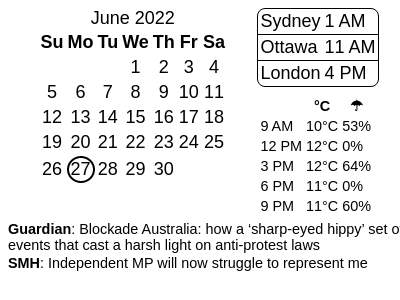 June 2022
Su Mo Tu We Th Fr Sa
1 2 3 4
5 6 7 8 9 10 11
12 13 14 15 16 17 18
19 20 21 22 23 24 25
26 27 28 29 30
Sydney 1 AM
Ottawa 11 AM
London 4 PM
°C ☂
9 AM 10°C 53%
12 PM 12°C 0%
3 PM 12°C 64%
6 PM 11°C 0%
9 PM 11°C 60%
Guardian: Blockade Australia: how a ‘sharp-eyed hippy’ set o
events that cast a harsh light on anti-protest laws
SMH: Independent MP will now struggle to represent me